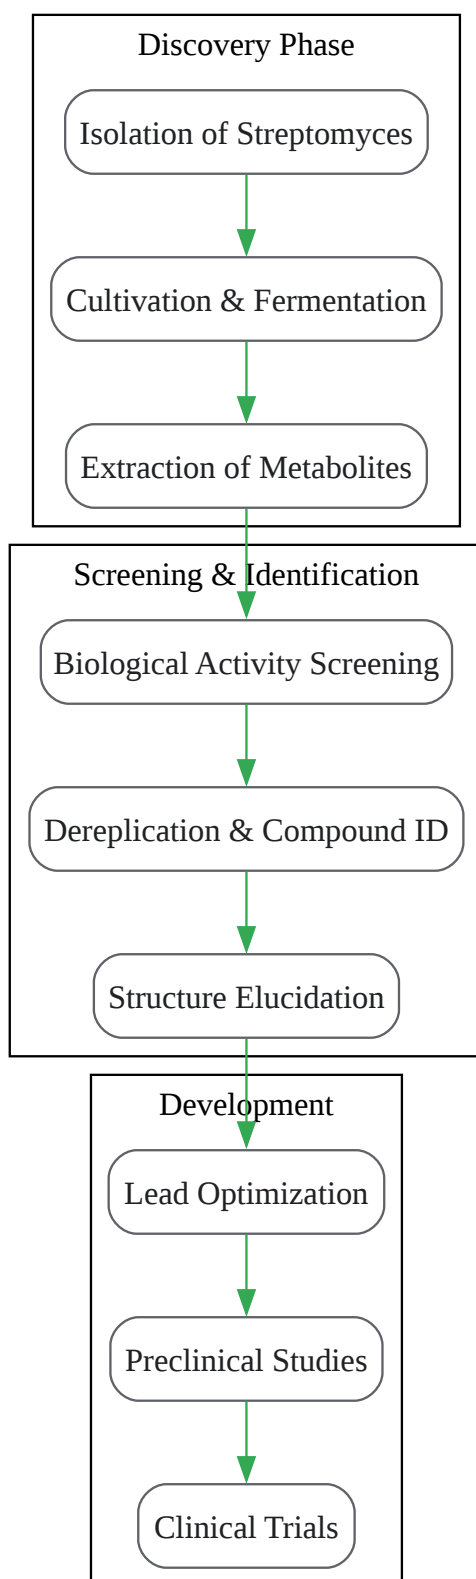 Discovery Phase
Isolation of Streptomyces
Cultivation & Fermentation
Extraction of Metabolites
Screening & Identification
Biological Activity Screening
Dereplication & Compound ID
Structure Elucidation
Development
Lead Optimization
Preclinical Studies
Clinical Trials